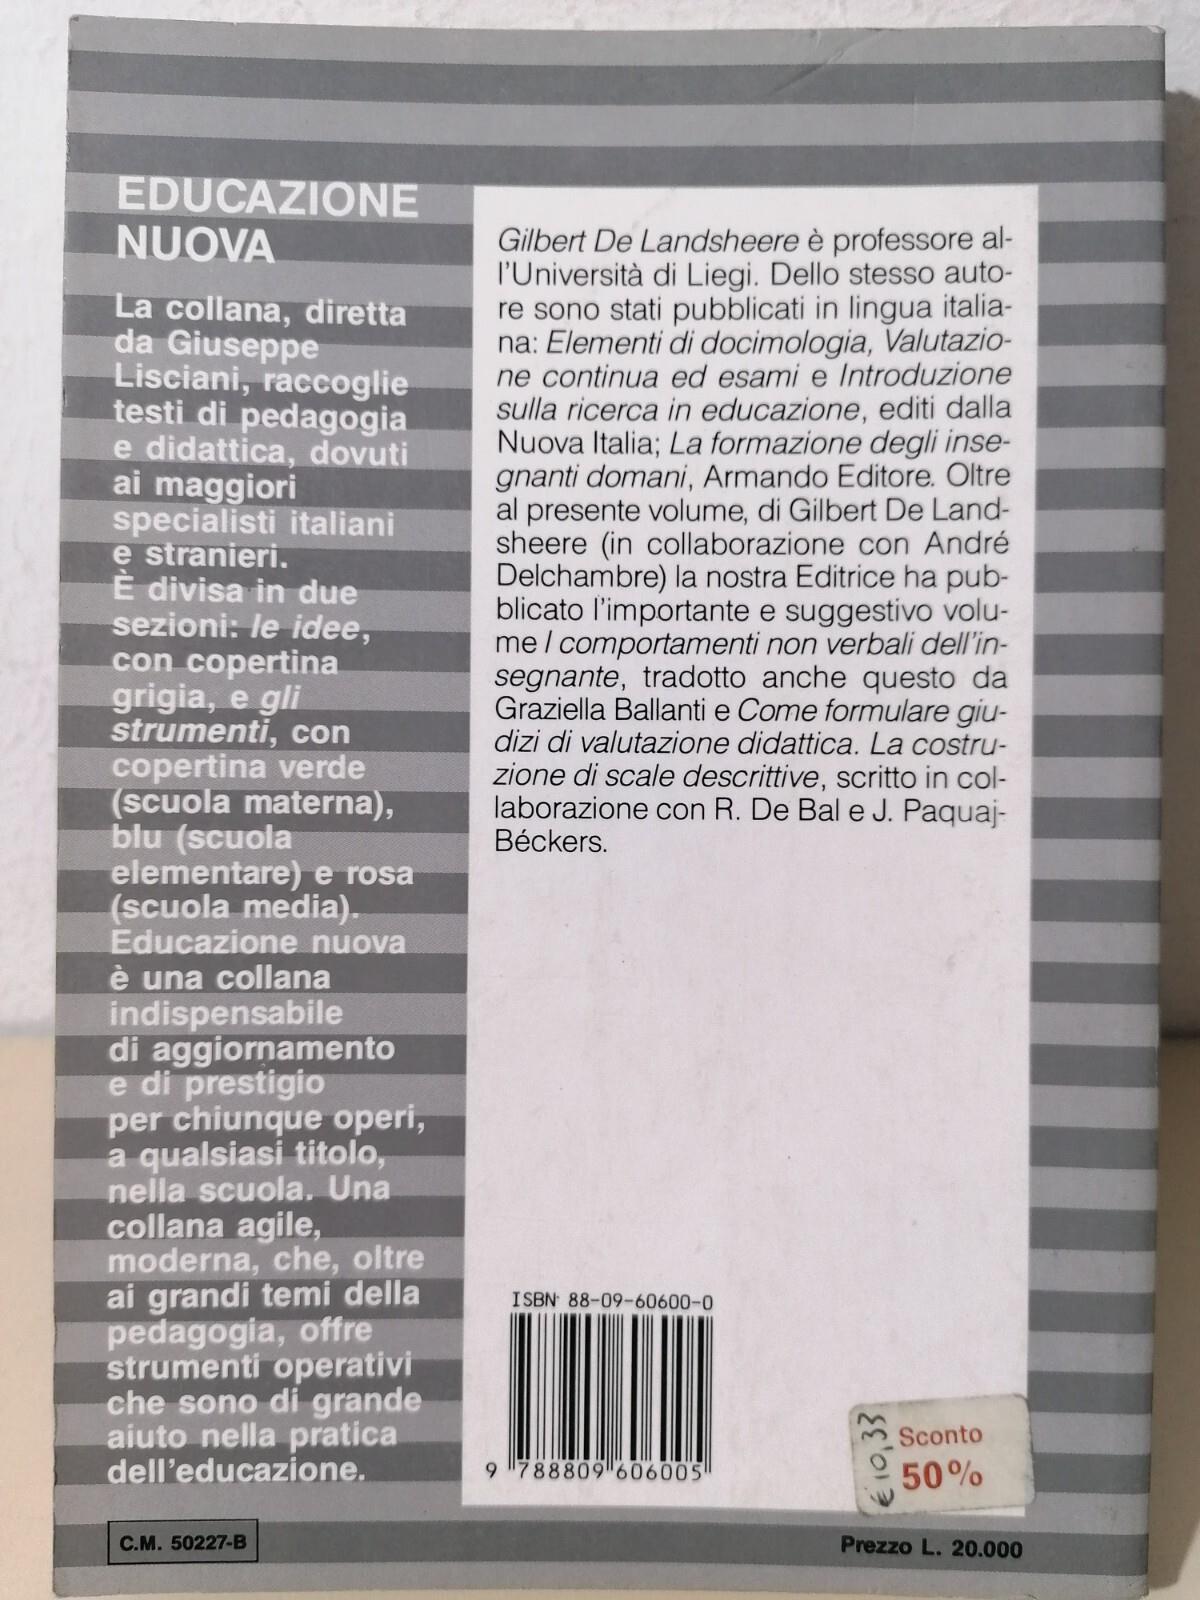 EDUCAZIONE
NUOVA
La collana, diretta
da Giuseppe
Lisciani, raccoglie
testi di pedagogia
e didattica, dovuti
ai maggiori
specialisti italiani
e stranieri.
È divisa in due
sezioni: le idee,
con copertina
grigia, e gli
strumenti, con
copertina verde
(scuola materna),
blu (scuola
elementare) e rosa
(scuola media).
Educazione nuova
è una collana
indispensabile
di aggiornamento
e di prestigio
per chiunque operi,
a qualsiasi titolo,
nella scuola. Una
collana agile,
moderna, che, oltre
ai grandi temi della
pedagogia, offre
strumenti operativi
che sono di grande
aiuto nella pratica
dell'educazione.
C.M. 50227-B
Gilbert De Landsheere è professore al-
l'Università di Liegi. Dello stesso auto-
re sono stati pubblicati in lingua italia-
na: Elementi di docimologia, Valutazio-
ne continua ed esami e Introduzione
sulla ricerca in educazione, editi dalla
Nuova Italia; La formazione degli inse-
gnanti domani, Armando Editore. Oltre
al presente volume, di Gilbert De Land-
sheere (in collaborazione con André
Delchambre) la nostra Editrice ha pub-
blicato l'importante e suggestivo volu-
me I comportamenti non verbali dell'in-
segnante, tradotto anche questo da
Graziella Ballanti e Come formulare giu-
dizi di valutazione didattica. La costru-
zione di scale descrittive, scritto in col-
laborazione con R. De Bal e J. Paquaj-
Béckers.
ISBN 88-09-60600-0
9 788809 606005
€ 10,33
Sconto
50%
Prezzo L. 20.000